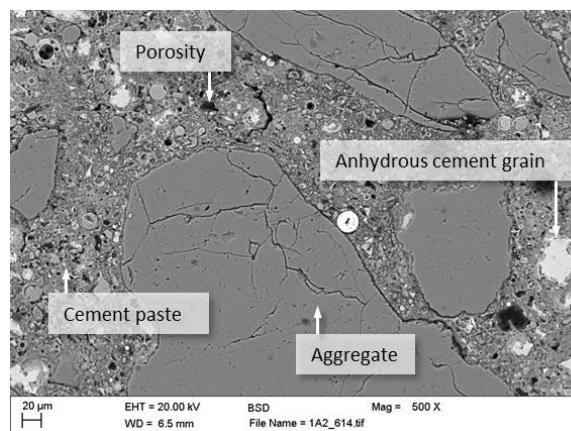 Porosity
Anhydrous cement grain
Cement paste
Aggregate
20 µm
EHT = 20.00 kV
BSD
Mag = 500 X
WD = 6.5 mm
File Name = 1A2_614.tif